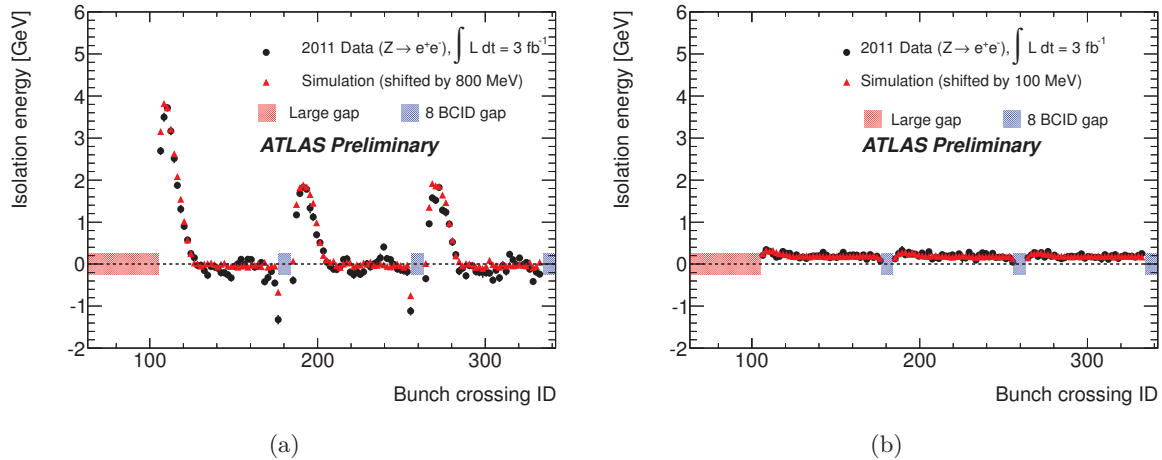 Isolation energy [GeV]
6
5
4
3
2
1
0
-1
-2
2011 Data (Z → e⁺e⁻), ∫ L dt = 3 fb⁻¹
Simulation (shifted by 800 MeV)
Large gap
8 BCID gap
ATLAS Preliminary
100
200
300
Bunch crossing ID
(a)
Isolation energy [GeV]
6
5
4
3
2
1
0
-1
-2
2011 Data (Z → e⁺e⁻), ∫ L dt = 3 fb⁻¹
Simulation (shifted by 100 MeV)
Large gap
8 BCID gap
ATLAS Preliminary
100
200
300
Bunch crossing ID
(b)